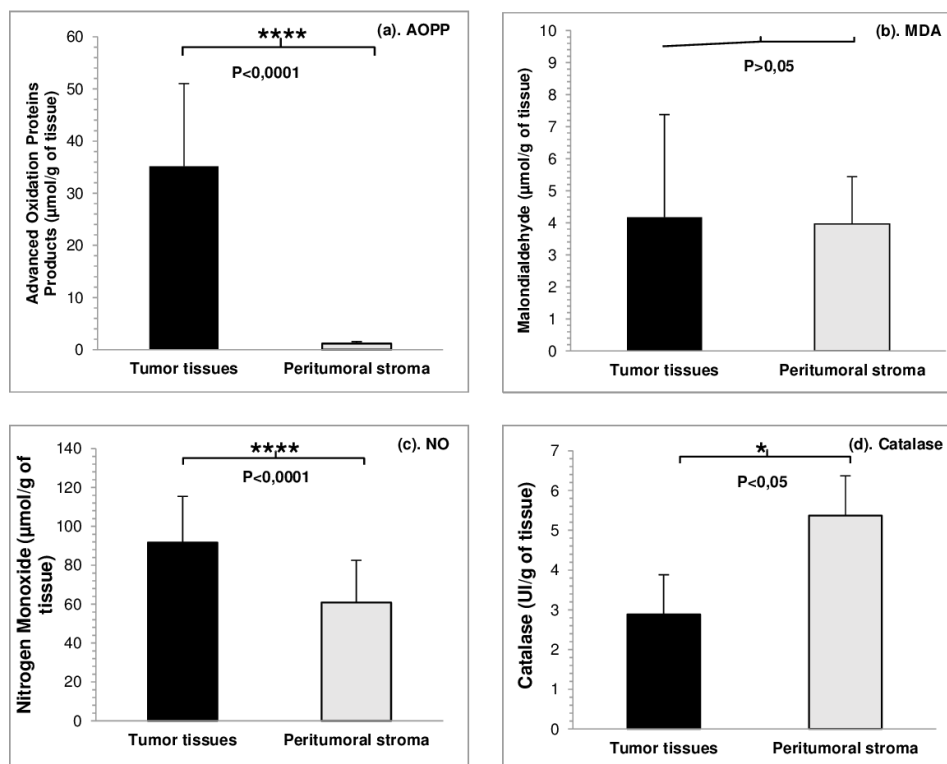 (a). AOPP
****
P<0,0001
Advanced Oxidation Proteins
Products (µmol/g of tissue)
60
50
40
30
20
10
0
Tumor tissues
Peritumoral stroma
(b). MDA
P>0,05
Malondialdehyde (µmol/g of tissue)
10
9
8
7
6
5
4
3
2
1
0
Tumor tissues
Peritumoral stroma
(c). NO
****
P<0,0001
Nitrogen Monoxide (µmol/g of
tissue)
140
120
100
80
60
40
20
0
Tumor tissues
Peritumoral stroma
(d). Catalase
*
P<0,05
Catalase (UI/g of tissue)
7
6
5
4
3
2
1
0
Tumor tissues
Peritumoral stroma